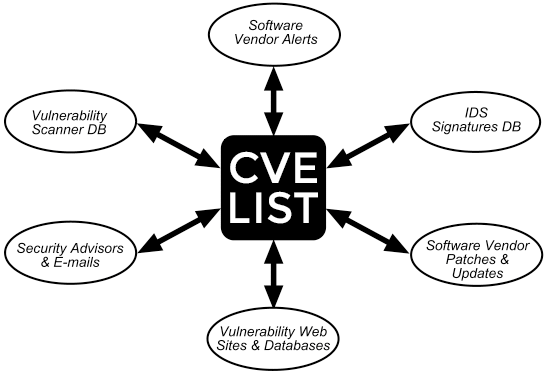 Software
Vendor Alerts
Vulnerability
Scanner DB
IDS
Signatures DB
CVE
LIST
Security Advisors
& E-mails
Software Vendor
Patches &
Updates
Vulnerability Web
Sites & Databases